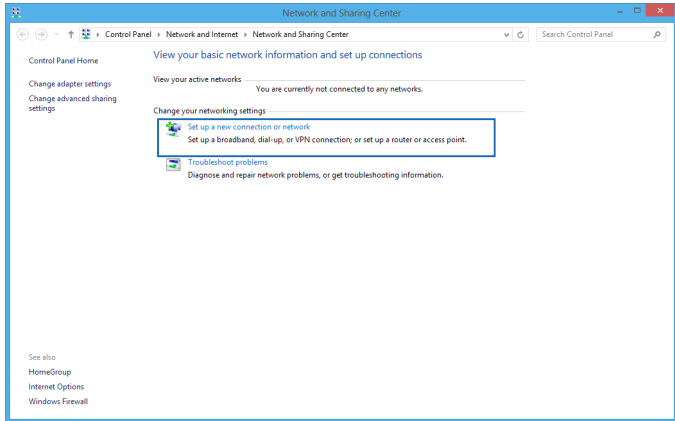 Network and Sharing Center
Control Panel ▸ Network and Internet ▸ Network and Sharing Center
Search Control Panel
Control Panel Home
Change adapter settings
Change advanced sharing
settings
View your basic network information and set up connections
View your active networks
You are currently not connected to any networks.
Change your networking settings
Set up a new connection or network
Set up a broadband, dial-up, or VPN connection; or set up a router or access point.
Troubleshoot problems
Diagnose and repair network problems, or get troubleshooting information.
See also
HomeGroup
Internet Options
Windows Firewall